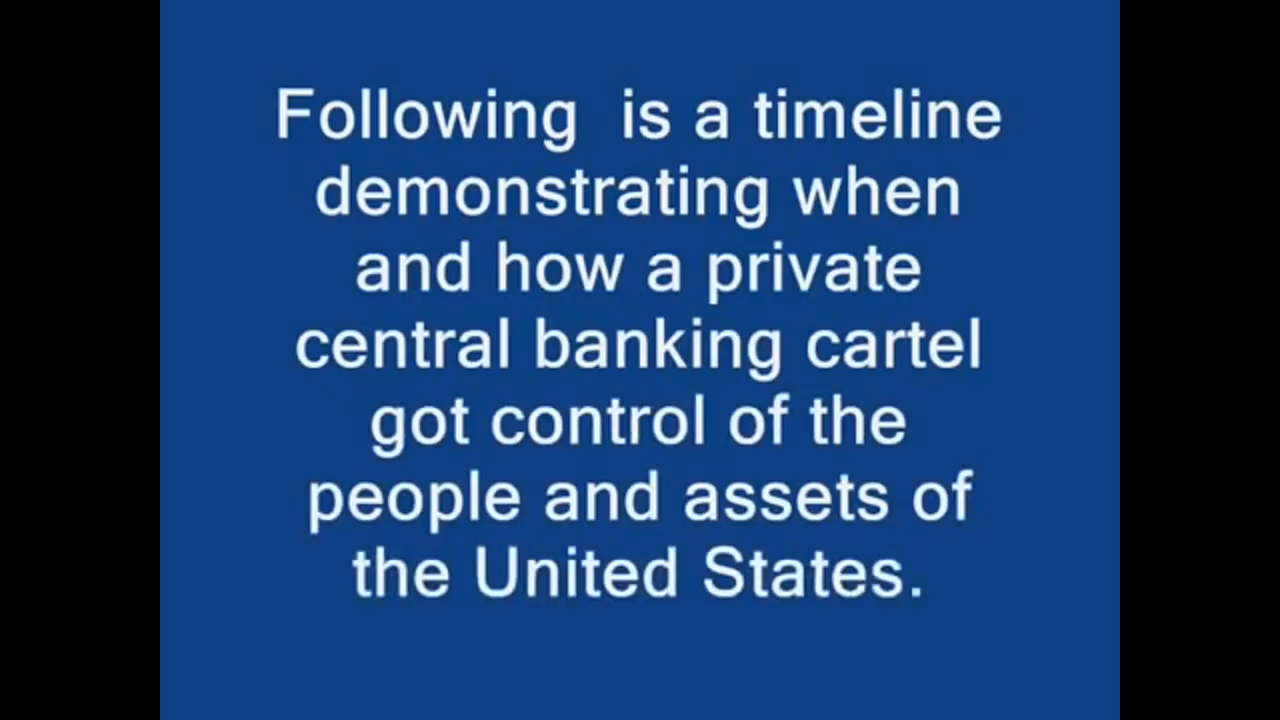 Following  is a timeline
demonstrating when
and how a private
central banking cartel
got control of the
people and assets of
the United States.